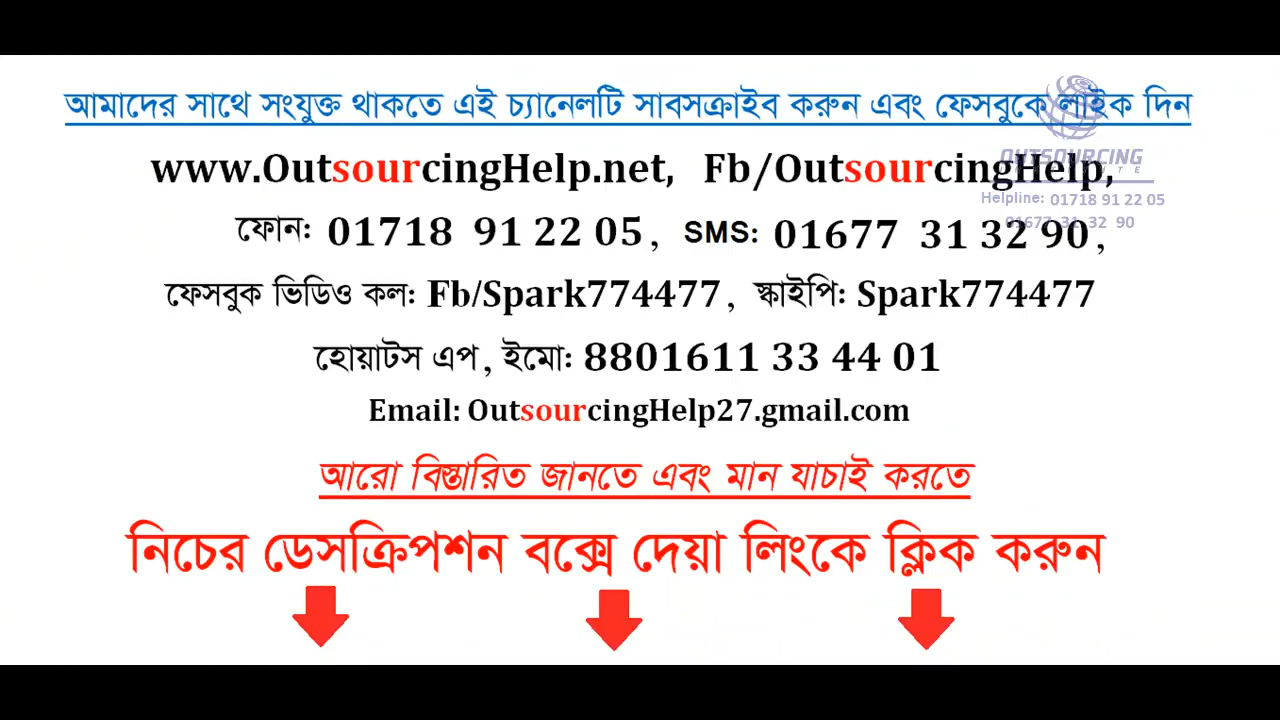 আমাদের সাথে সংযুক্ত থাকতে এই চ্যানেলটি সাবসক্রাইব করুন এবং ফেসবুকে লাইক দিন
www.OutsourcingHelp.net, Fb/OutsourcingHelp,
OUTSOURCING
Helpline: 01718 91 22 05
01677 31 32 90
ফোন: 01718 91 22 05, SMS: 01677 31 32 90,
ফেসবুক ভিডিও কল: Fb/Spark774477, স্কাইপি: Spark774477
হোয়াটস এপ, ইমো: 8801611 33 44 01
Email: OutsourcingHelp27.gmail.com
আরো বিস্তারিত জানতে এবং মান যাচাই করতে
নিচের ডেসক্রিপশন বক্সে দেয়া লিংকে ক্লিক করুন